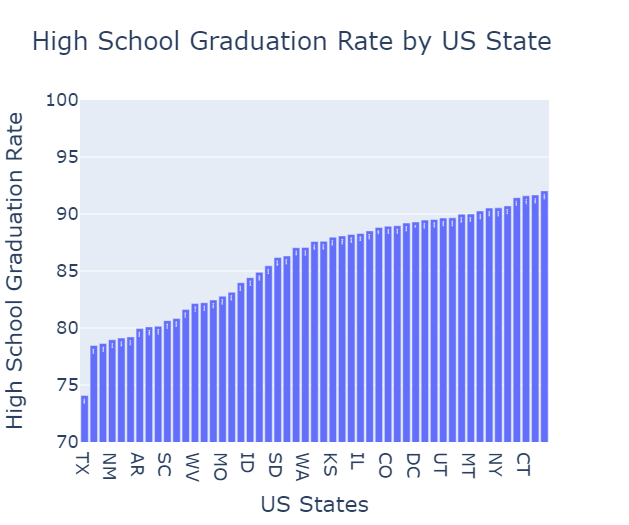 High School Graduation Rate by US State
High School Graduation Rate
100
95
90
85
80
75
70
TX
NM
AR
SC
WV
MO
ID
SD
WA
KS
IL
CO
DC
UT
MT
NY
CT
US States